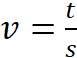 v = t/s